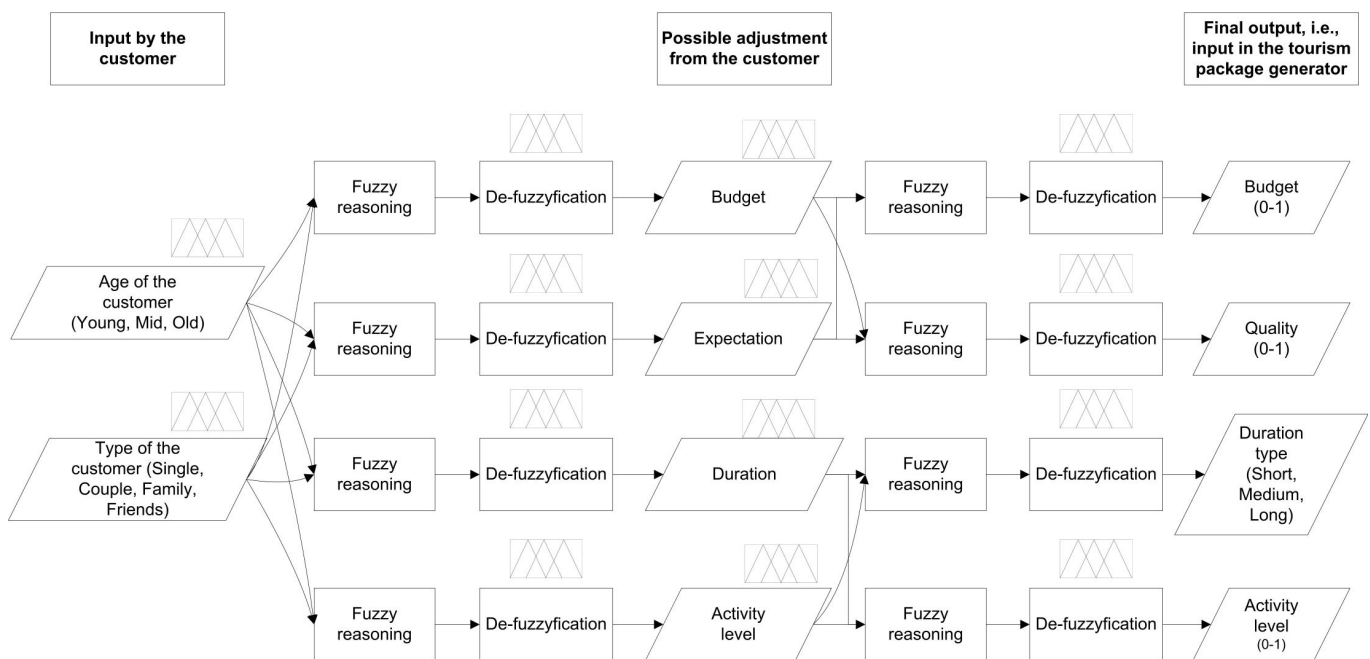 Input by the
customer
Possible adjustment
from the customer
Final output, i.e.,
input in the tourism
package generator
Fuzzy
reasoning
De-fuzzyfication
Budget
Fuzzy
reasoning
De-fuzzyfication
Budget
(0-1)
Age of the
customer
(Young, Mid, Old)
Fuzzy
reasoning
De-fuzzyfication
Expectation
Fuzzy
reasoning
De-fuzzyfication
Quality
(0-1)
Type of the
customer (Single,
Couple, Family,
Friends)
Fuzzy
reasoning
De-fuzzyfication
Duration
Fuzzy
reasoning
De-fuzzyfication
Duration
type
(Short,
Medium,
Long)
Fuzzy
reasoning
De-fuzzyfication
Activity
level
Fuzzy
reasoning
De-fuzzyfication
Activity
level
(0-1)